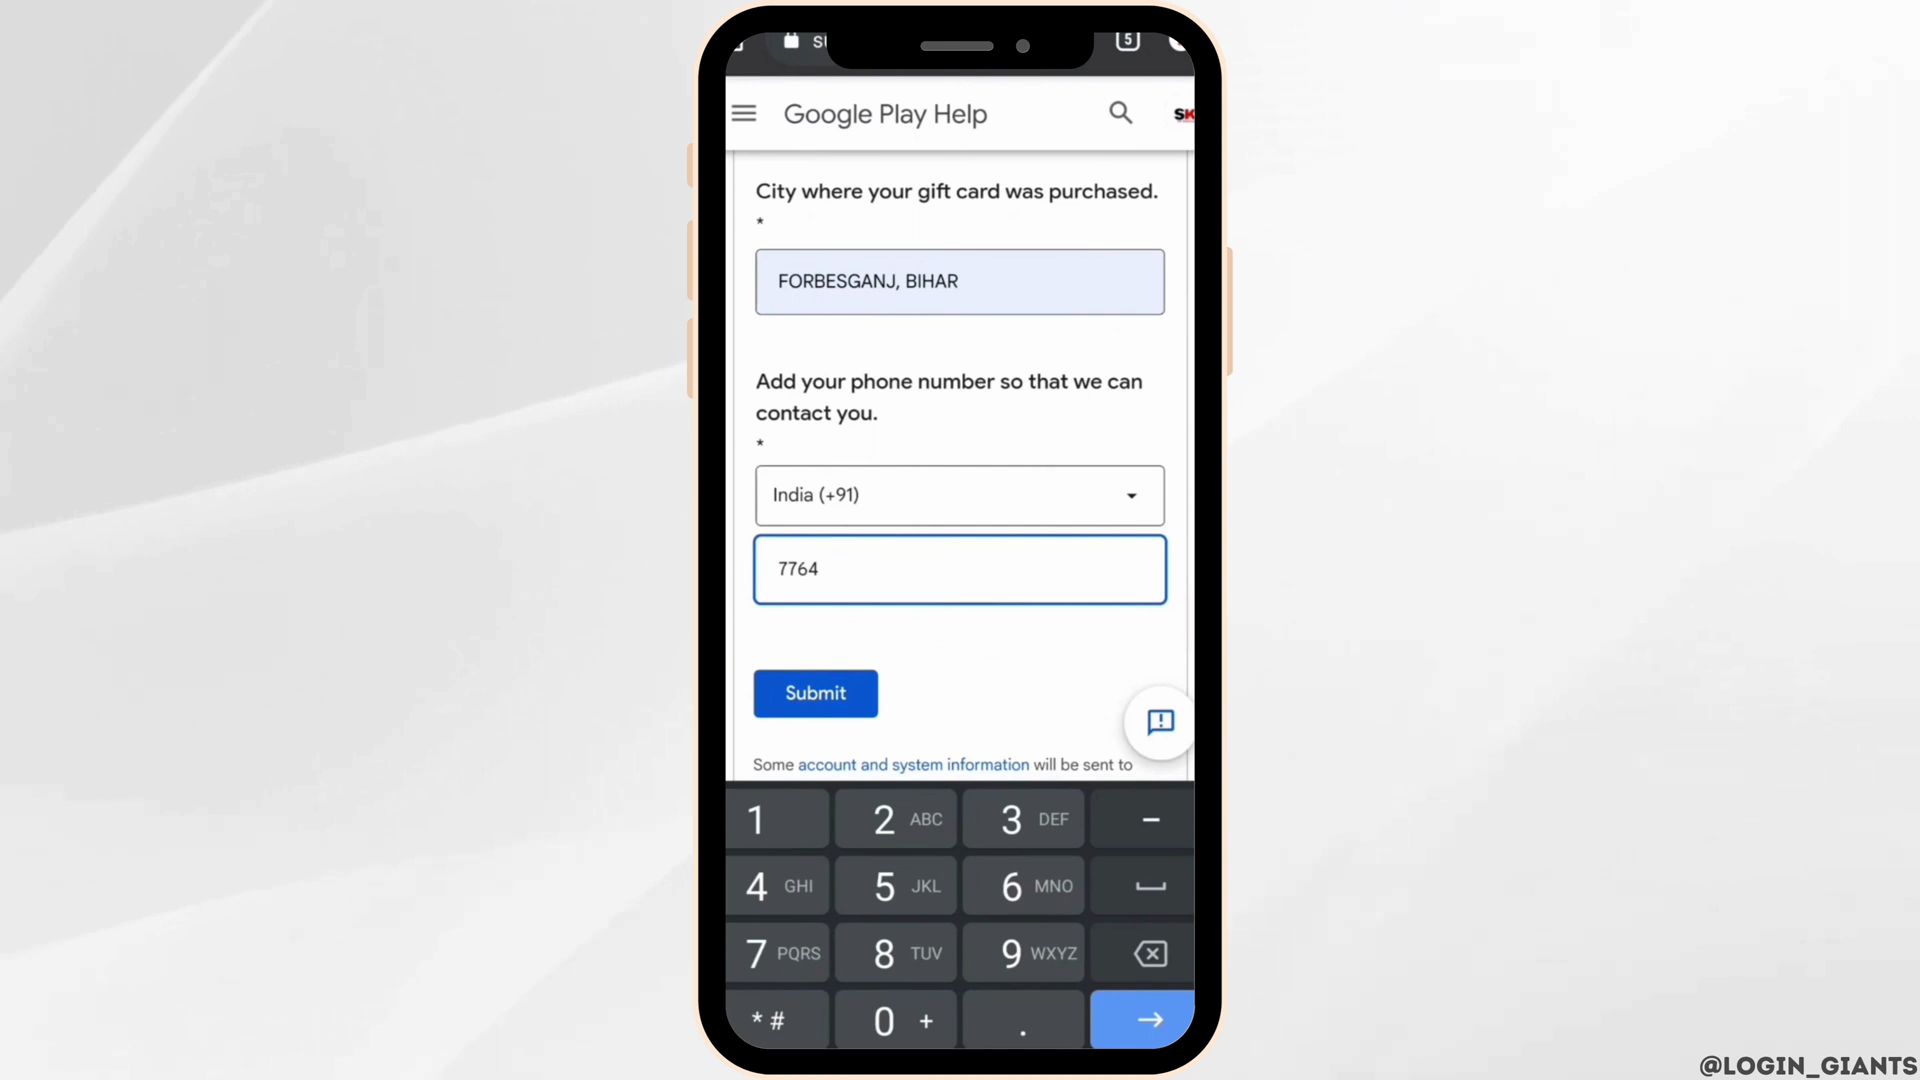 5
Google Play Help
SK
City where your gift card was purchased.
*
FORBESGANJ, BIHAR
Add your phone number so that we can
contact you.
*
India (+91)
7764
Submit
Some account and system information will be sent to
1 2 ABC 3 DEF −
4 GHI 5 JKL 6 MNO
7 PQRS 8 TUV 9 WXYZ
* # 0 + .
@LOGIN_GIANTS